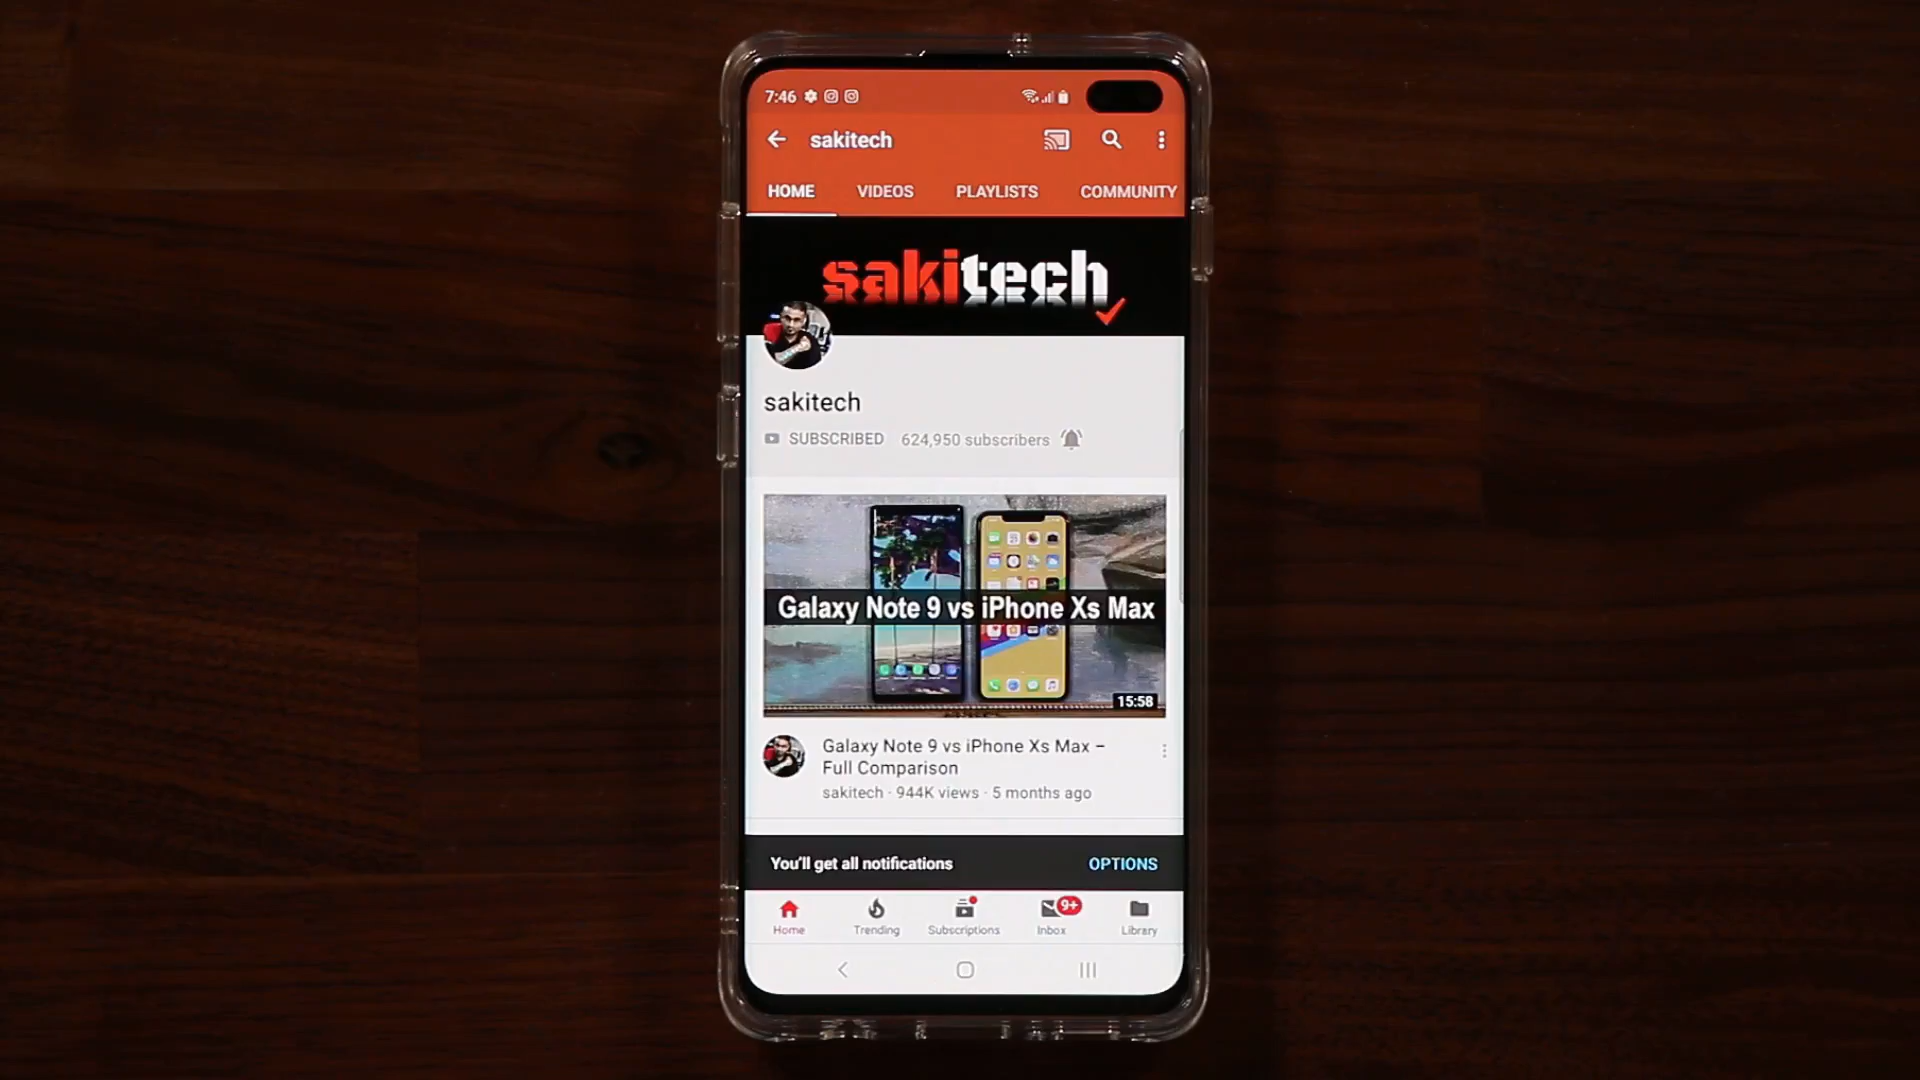 7:46
sakitech
HOME VIDEOS PLAYLISTS COMMUNITY
sakitech
sakitech
SUBSCRIBED 624,950 subscribers
Galaxy Note 9 vs iPhone Xs Max
15:58
Galaxy Note 9 vs iPhone Xs Max –
Full Comparison
sakitech · 944K views · 5 months ago
You'll get all notifications OPTIONS
9+
Home Trending Subscriptions Inbox Library